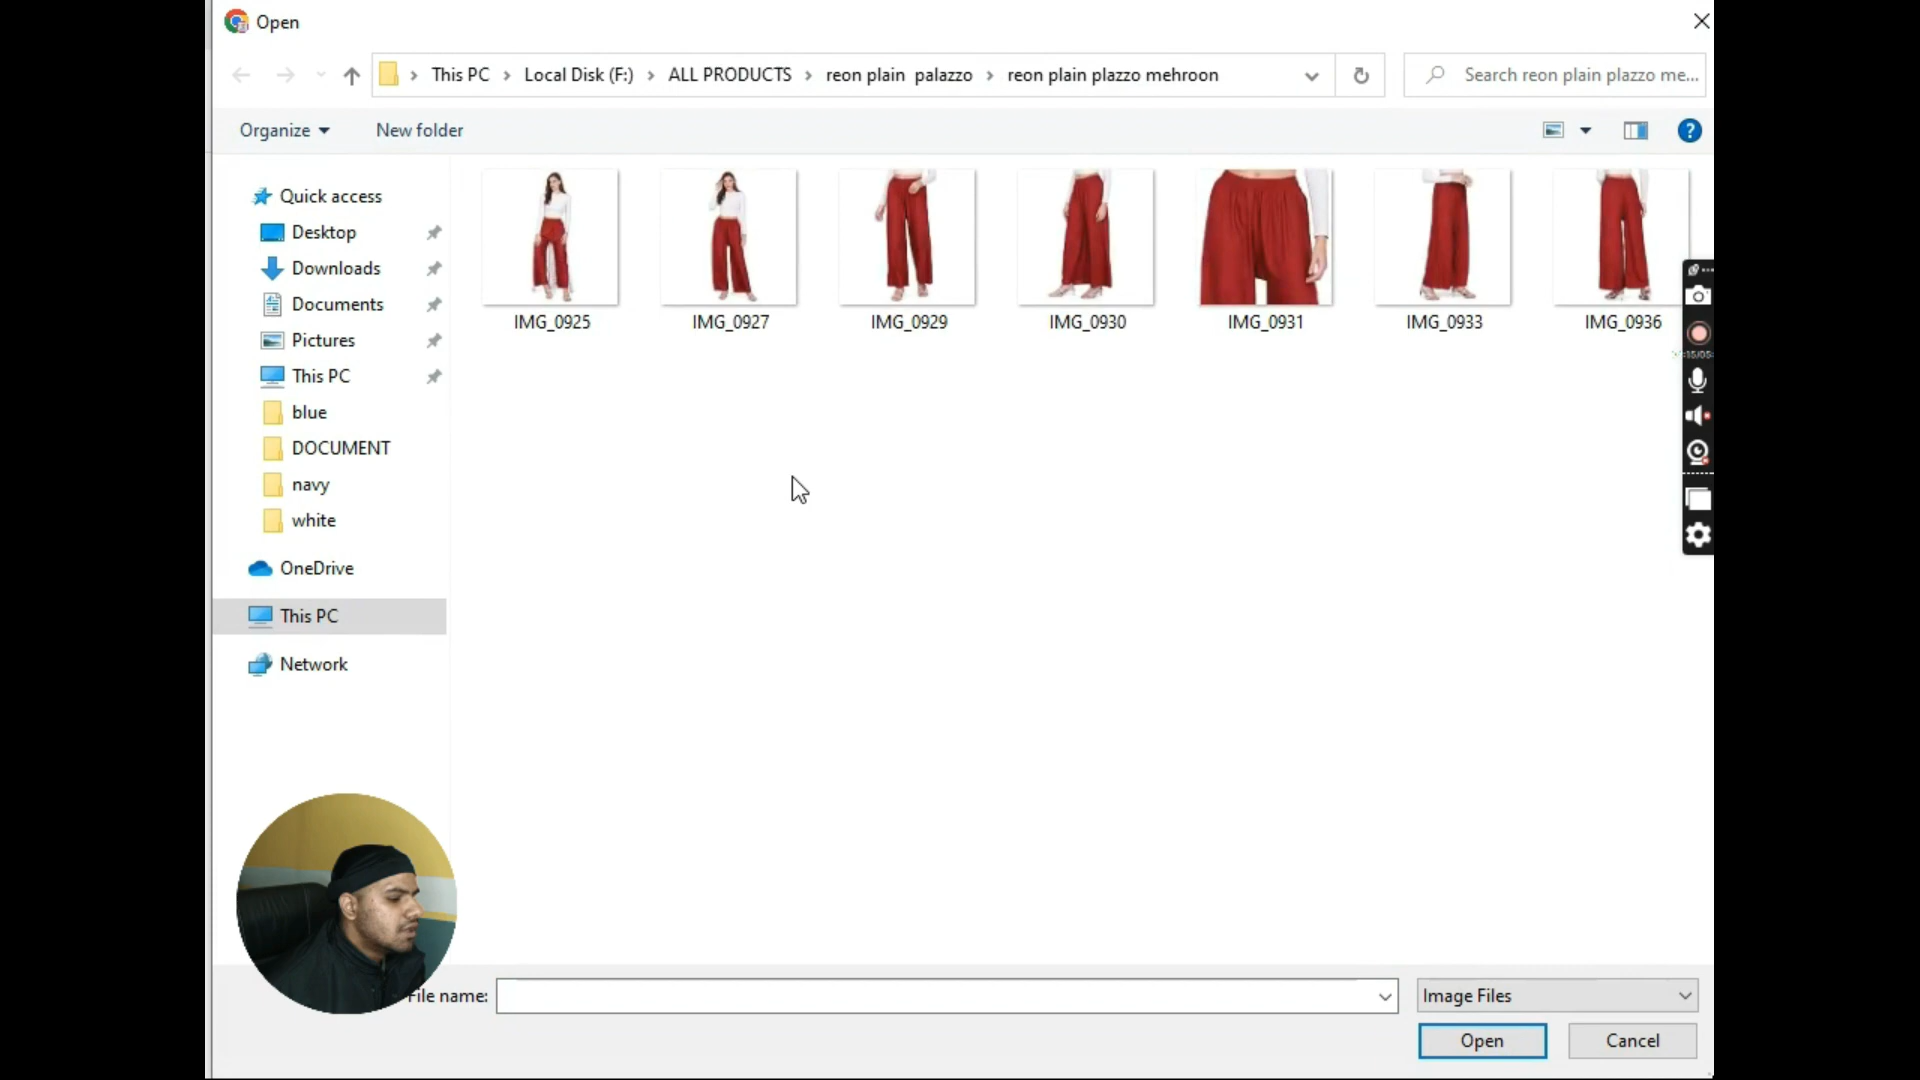 Open
This PC > Local Disk (F:) > ALL PRODUCTS > reon plain palazzo > reon plain plazzo mehroon
Search reon plain plazzo me...
Organize
New folder
Quick access
Desktop
Downloads
Documents
Pictures
This PC
blue
DOCUMENT
navy
white
OneDrive
This PC
Network
IMG_0925
IMG_0927
IMG_0929
IMG_0930
IMG_0931
IMG_0933
IMG_0936
File name:
Image Files
Open
Cancel